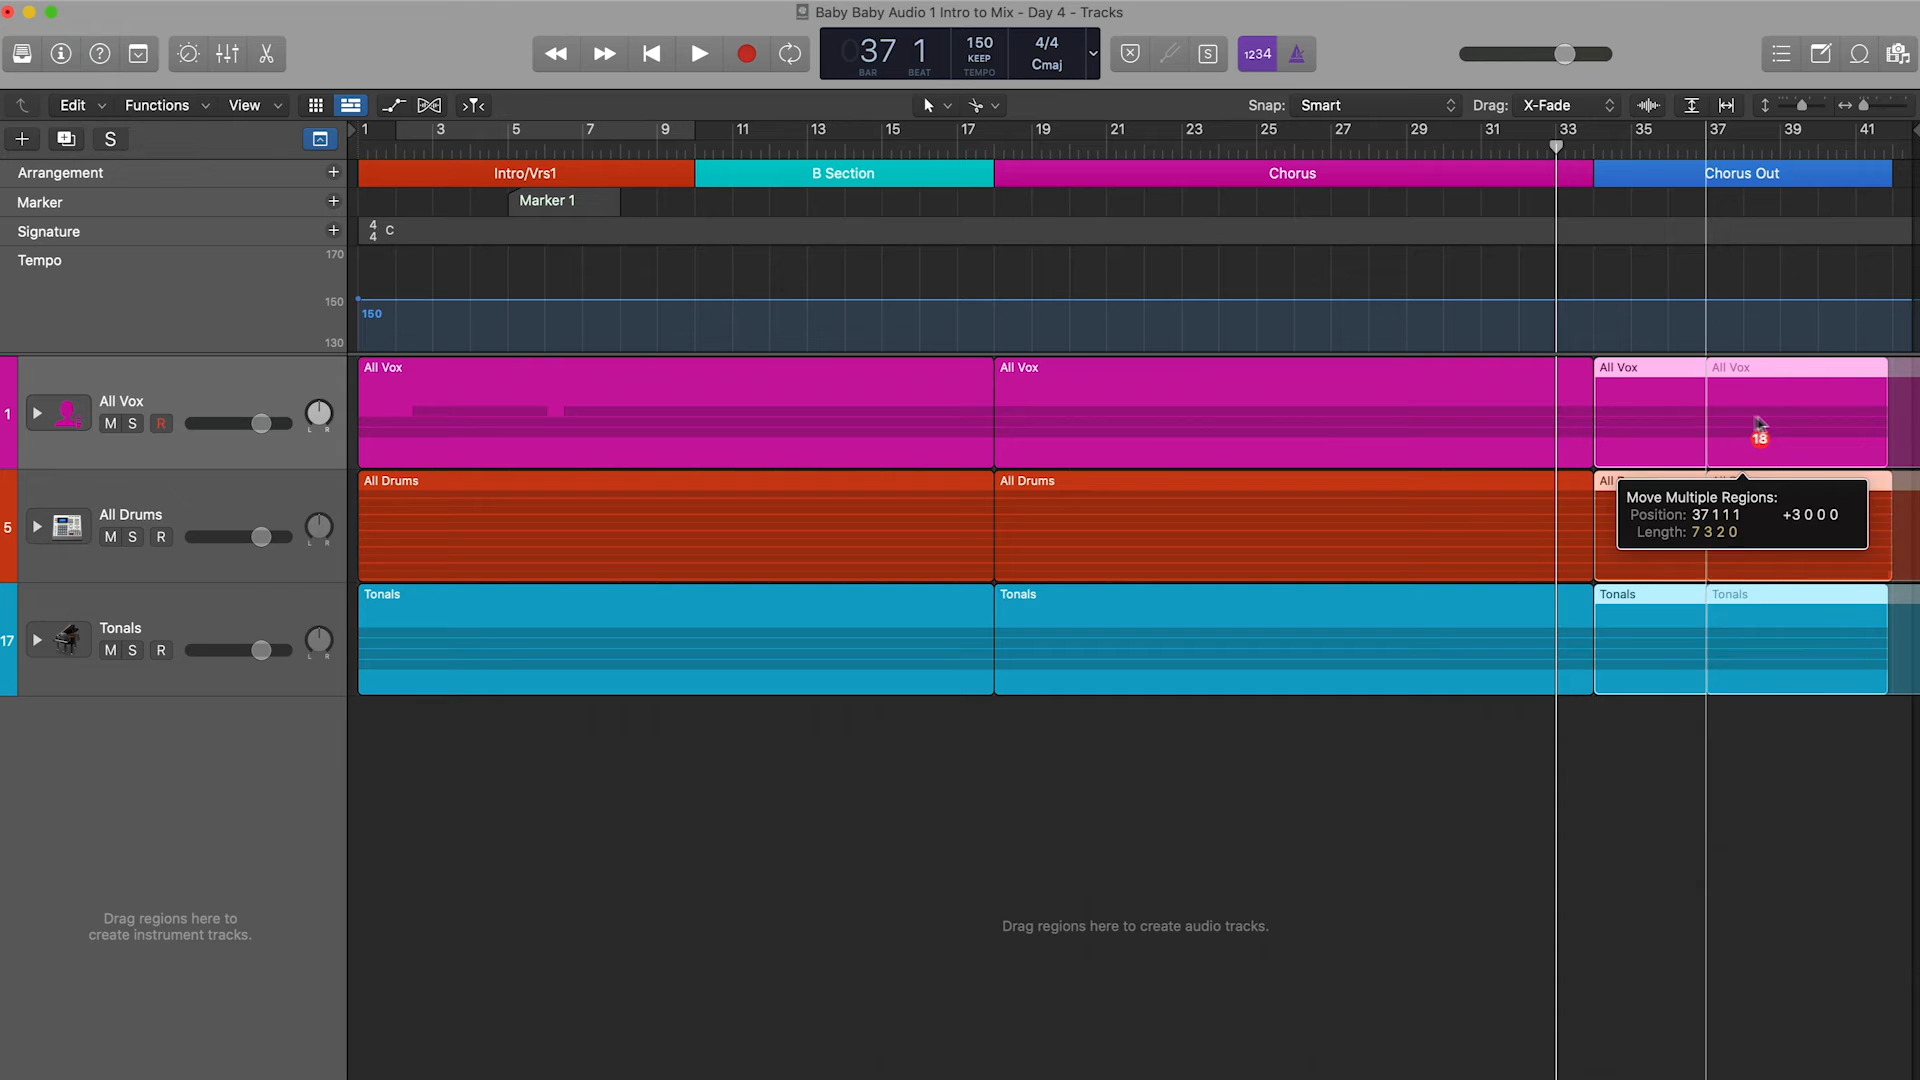 Baby Baby Audio 1 Intro to Mix - Day 4 - Tracks
37 1
BAR BEAT
150
KEEP
TEMPO
4/4
Cmaj
S
1234
Edit Functions View
Snap: Smart Drag: X-Fade
S
1 3 5 7 9 11 13 15 17 19 21 23 25 27 29 31 33 35 37 39 41
Arrangement +
Intro/Vrs1 B Section Chorus Chorus Out
Marker +
Marker 1
Signature +
4
4 C
Tempo
170
150
130
150
1
All Vox
M S R
L R
All Vox All Vox All Vox All Vox
18
5
All Drums
M S R
L R
All Drums All Drums
Move Multiple Regions:
Position: 37 1 1 1 +3 0 0 0
Length: 7 3 2 0
17
Tonals
M S R
L R
Tonals Tonals Tonals Tonals
Drag regions here to
create instrument tracks.
Drag regions here to create audio tracks.